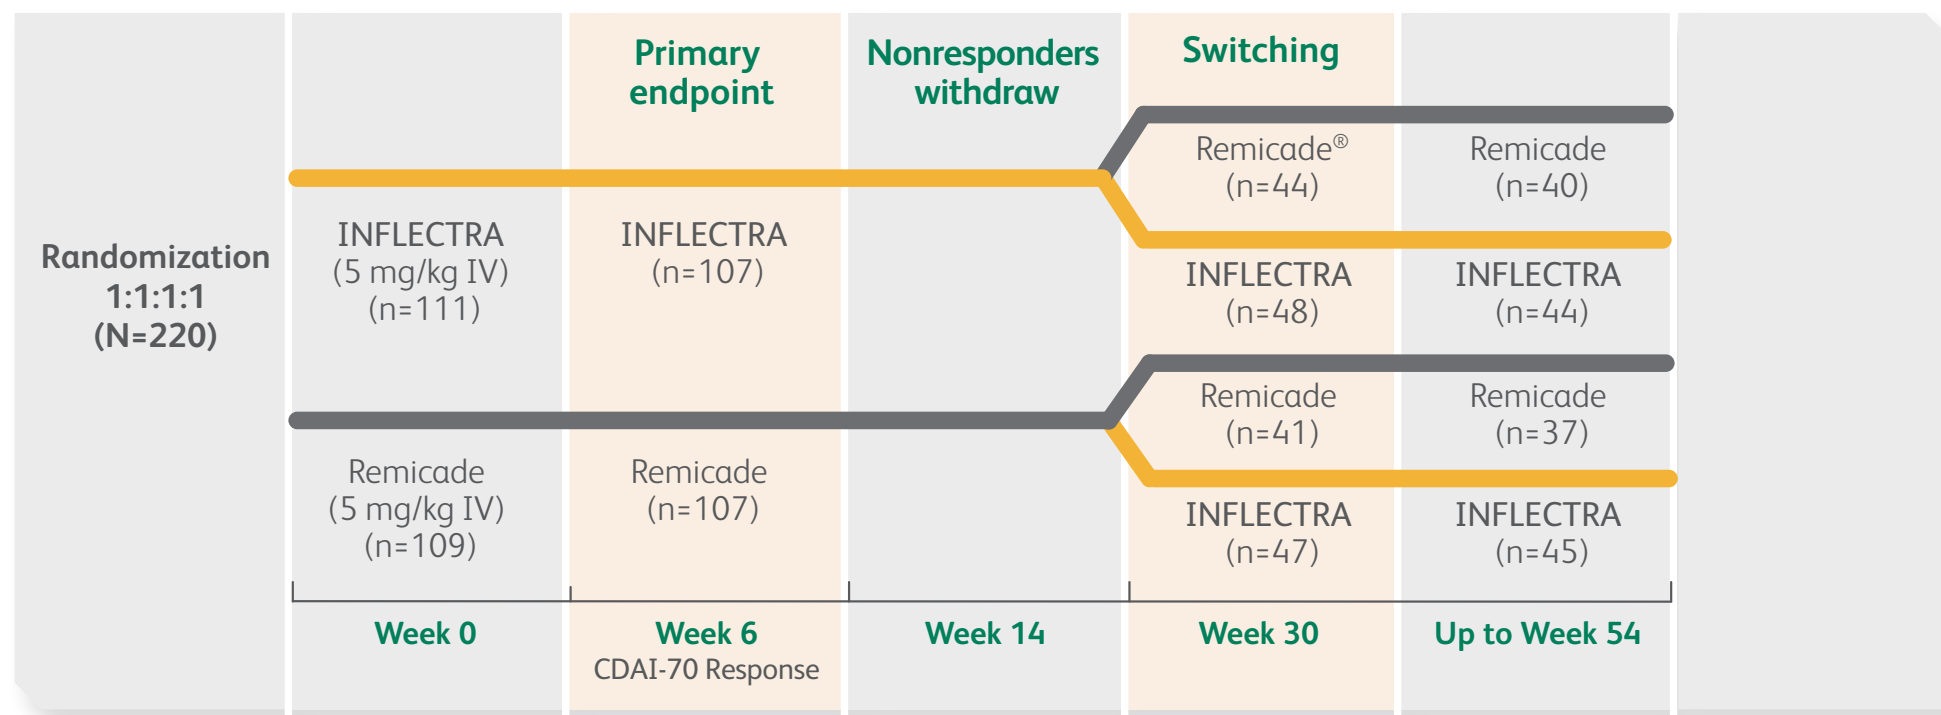 Randomization
1:1:1:1
(N=220)
Primary
endpoint
Nonresponders
withdraw
Switching
INFLECTRA
(5 mg/kg IV)
(n=111)
INFLECTRA
(n=107)
Remicade®
(n=44)
Remicade
(n=40)
INFLECTRA
(n=48)
INFLECTRA
(n=44)
Remicade
(5 mg/kg IV)
(n=109)
Remicade
(n=107)
Remicade
(n=41)
Remicade
(n=37)
INFLECTRA
(n=47)
INFLECTRA
(n=45)
Week 0
Week 6
CDAI-70 Response
Week 14
Week 30
Up to Week 54